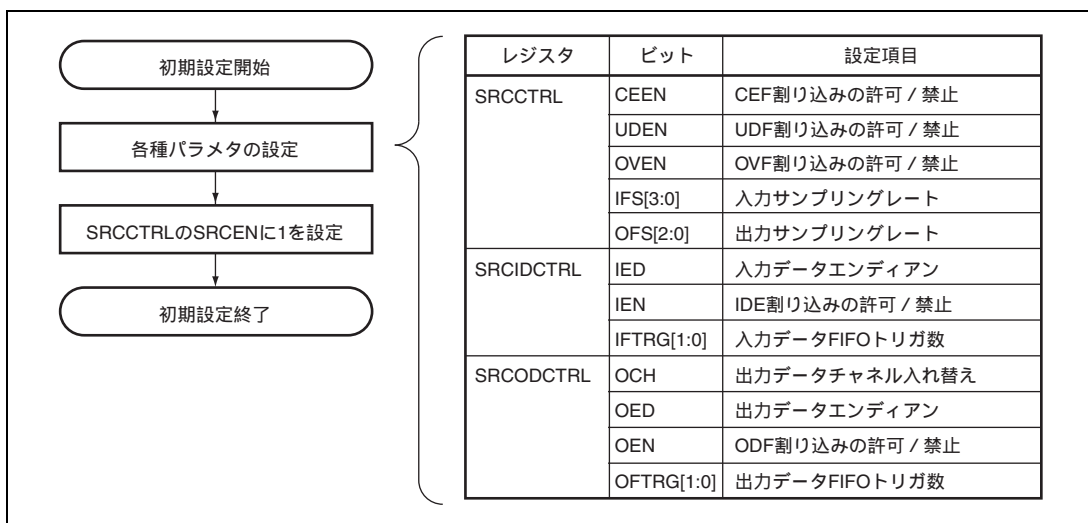 初期設定開始
各種パラメタの設定
SRCCTRLのSRCENに1を設定
初期設定終了
レジスタ ビット 設定項目
SRCCTRL CEEN CEF割り込みの許可 / 禁止
UDEN UDF割り込みの許可 / 禁止
OVEN OVF割り込みの許可 / 禁止
IFS[3:0] 入力サンプリングレート
OFS[2:0] 出力サンプリングレート
SRCIDCTRL IED 入力データエンディアン
IEN IDE割り込みの許可 / 禁止
IFTRG[1:0] 入力データFIFOトリガ数
SRCODCTRL OCH 出力データチャネル入れ替え
OED 出力データエンディアン
OEN ODF割り込みの許可 / 禁止
OFTRG[1:0] 出力データFIFOトリガ数